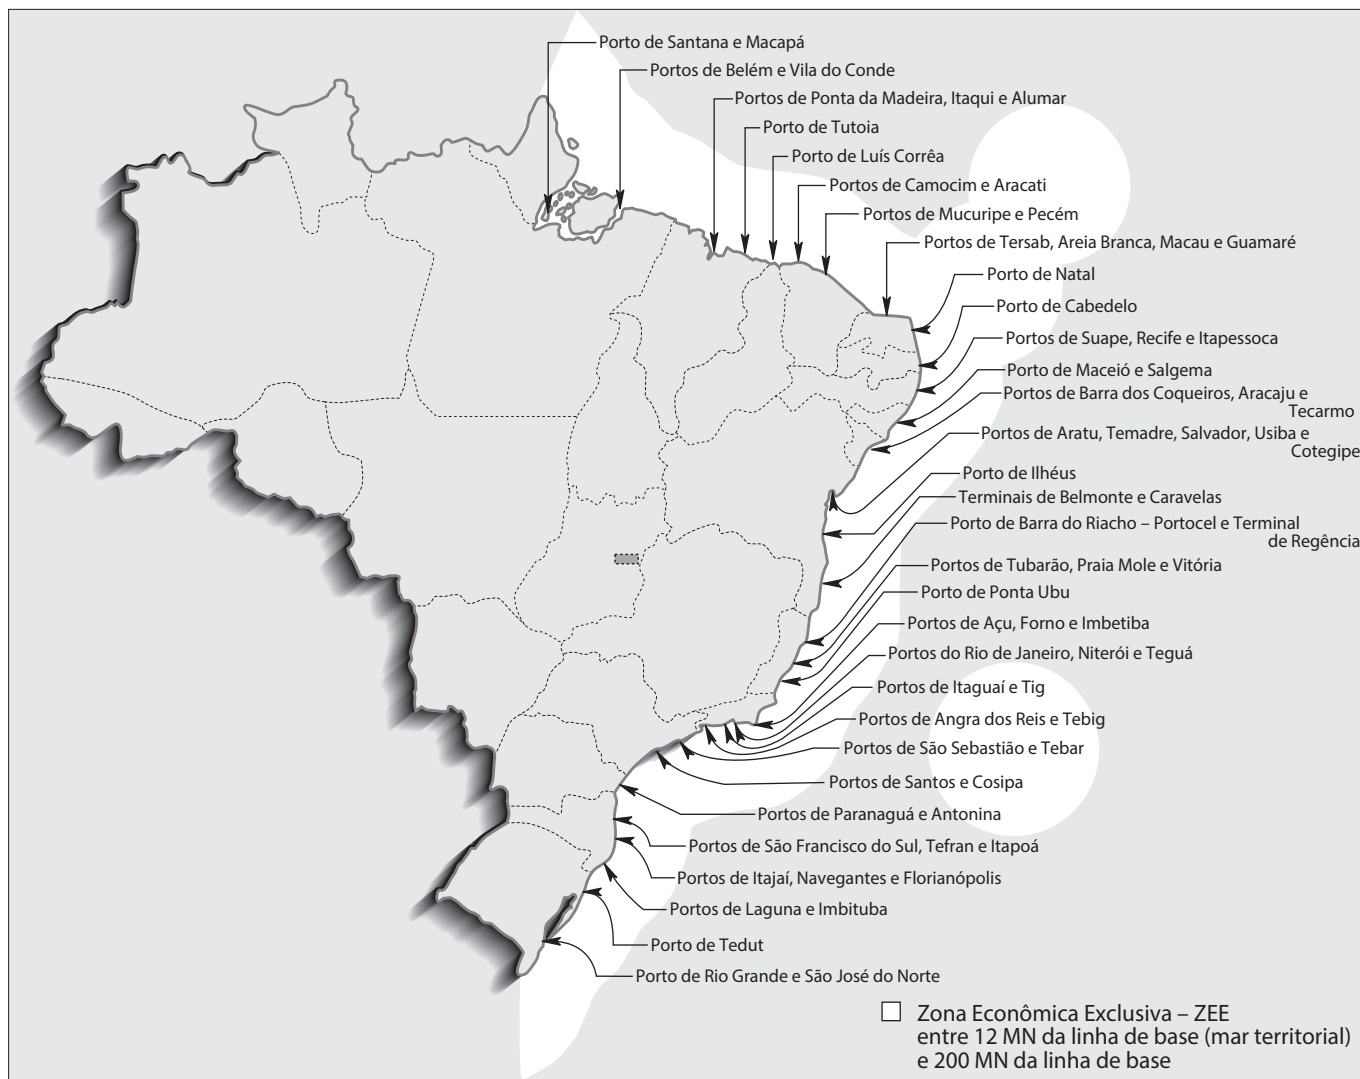 Porto de Santana e Macapá
Portos de Belém e Vila do Conde
Portos de Ponta da Madeira, Itaqui e Alumar
Porto de Tutoia
Porto de Luís Corrêa
Portos de Camocim e Aracati
Portos de Mucuripe e Pecém
Portos de Tersab, Areia Branca, Macau e Guamaré
Porto de Natal
Porto de Cabedelo
Portos de Suape, Recife e Itapessoca
Porto de Maceió e Salgema
Portos de Barra dos Coqueiros, Aracaju e
Tecarmo
Portos de Aratu, Temadre, Salvador, Usiba e
Cotegipe
Porto de Ilhéus
Terminais de Belmonte e Caravelas
Porto de Barra do Riacho – Portocel e Terminal
de Regência
Portos de Tubarão, Praia Mole e Vitória
Porto de Ponta Ubu
Portos de Açu, Forno e Imbetiba
Portos do Rio de Janeiro, Niterói e Teguá
Portos de Itaguaí e Tig
Portos de Angra dos Reis e Tebig
Portos de São Sebastião e Tebar
Portos de Santos e Cosipa
Portos de Paranaguá e Antonina
Portos de São Francisco do Sul, Tefran e Itapoá
Portos de Itajaí, Navegantes e Florianópolis
Portos de Laguna e Imbituba
Porto de Tedut
Porto de Rio Grande e São José do Norte
Zona Econômica Exclusiva – ZEE
entre 12 MN da linha de base (mar territorial)
e 200 MN da linha de base